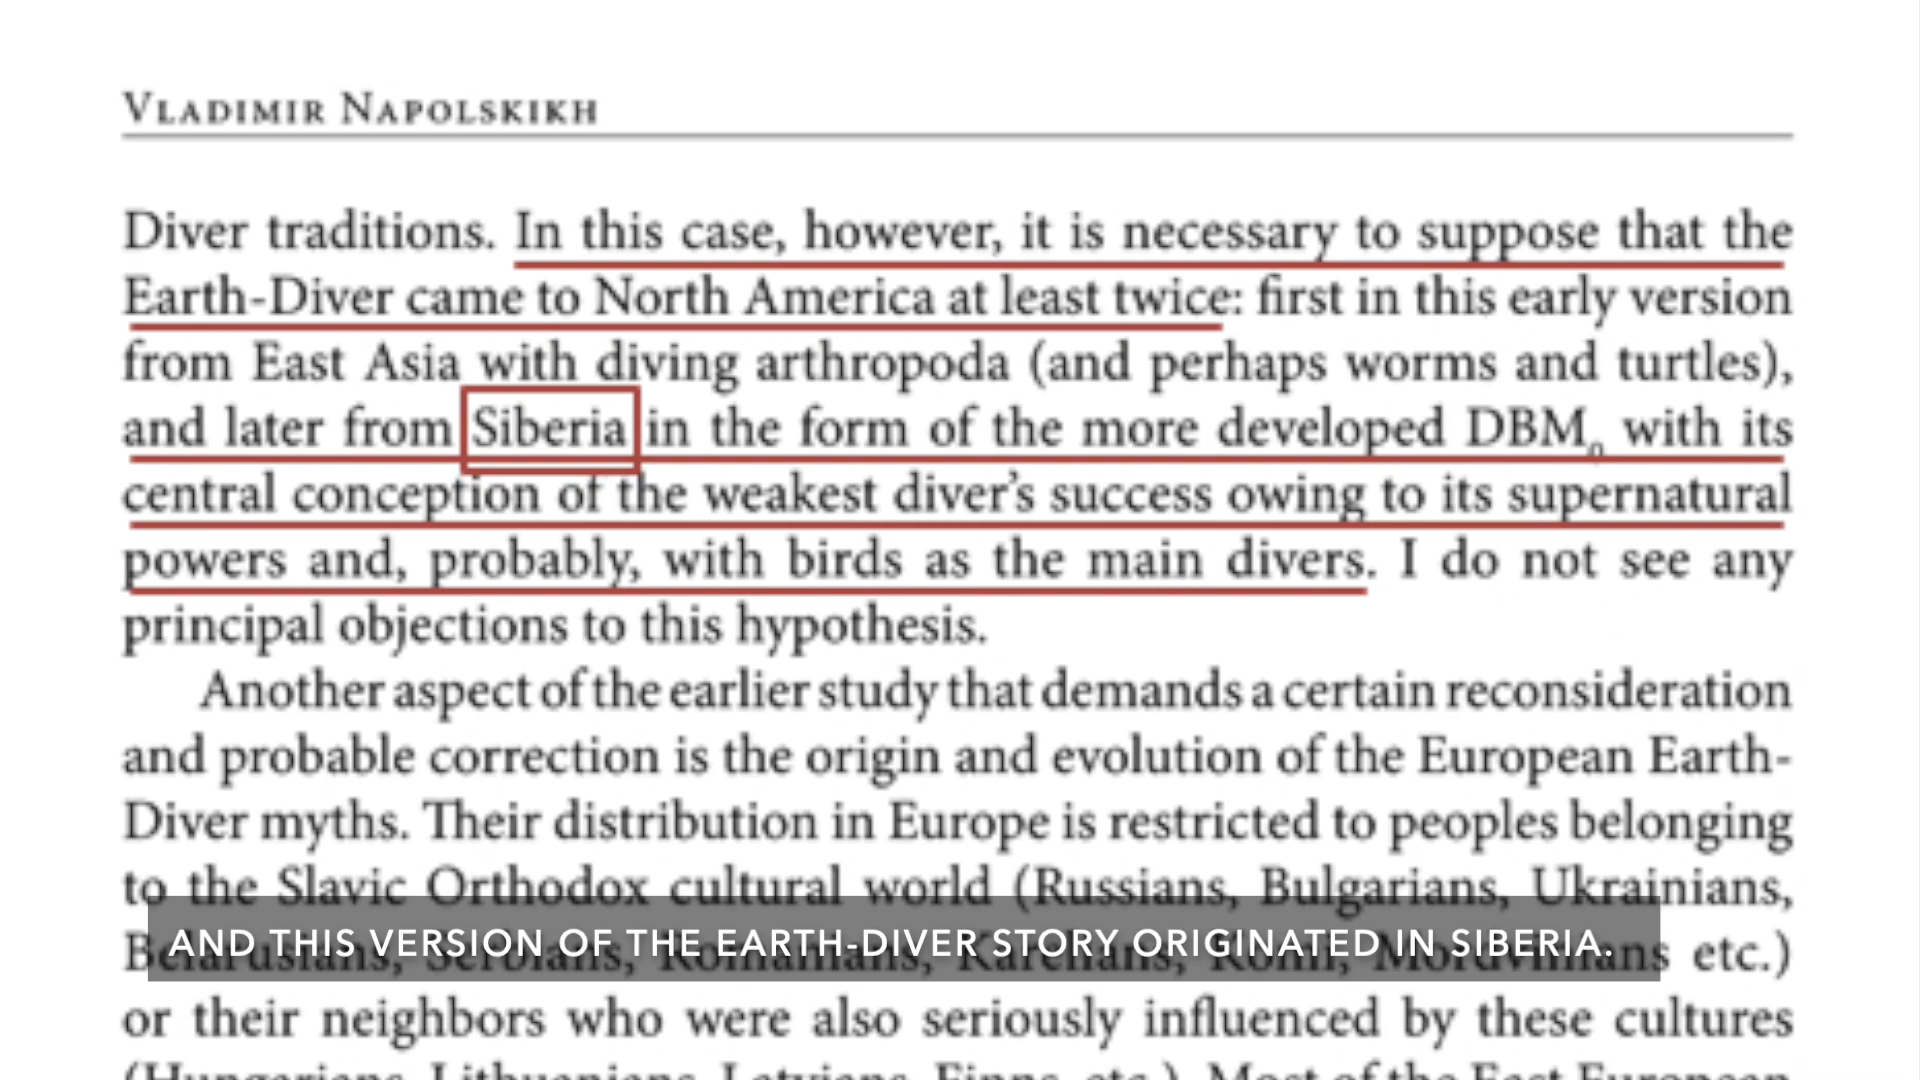 VLADIMIR NAPOLSKIKH
Diver traditions. In this case, however, it is necessary to suppose that the
Earth-Diver came to North America at least twice: first in this early version
from East Asia with diving arthropoda (and perhaps worms and turtles),
and later from Siberia in the form of the more developed DBM₀ with its
central conception of the weakest diver’s success owing to its supernatural
powers and, probably, with birds as the main divers. I do not see any
principal objections to this hypothesis.
Another aspect of the earlier study that demands a certain reconsideration
and probable correction is the origin and evolution of the European Earth-
Diver myths. Their distribution in Europe is restricted to peoples belonging
to the Slavic Orthodox cultural world (Russians, Bulgarians, Ukrainians,
Belarusians, Serbians, Romanians, Karelians, Komi, Mordvinians etc.)
AND THIS VERSION OF THE EARTH-DIVER STORY ORIGINATED IN SIBERIA.
or their neighbors who were also seriously influenced by these cultures
(Hungarians, Lithuanians, Latvians, Finns, etc.). Most of the East European